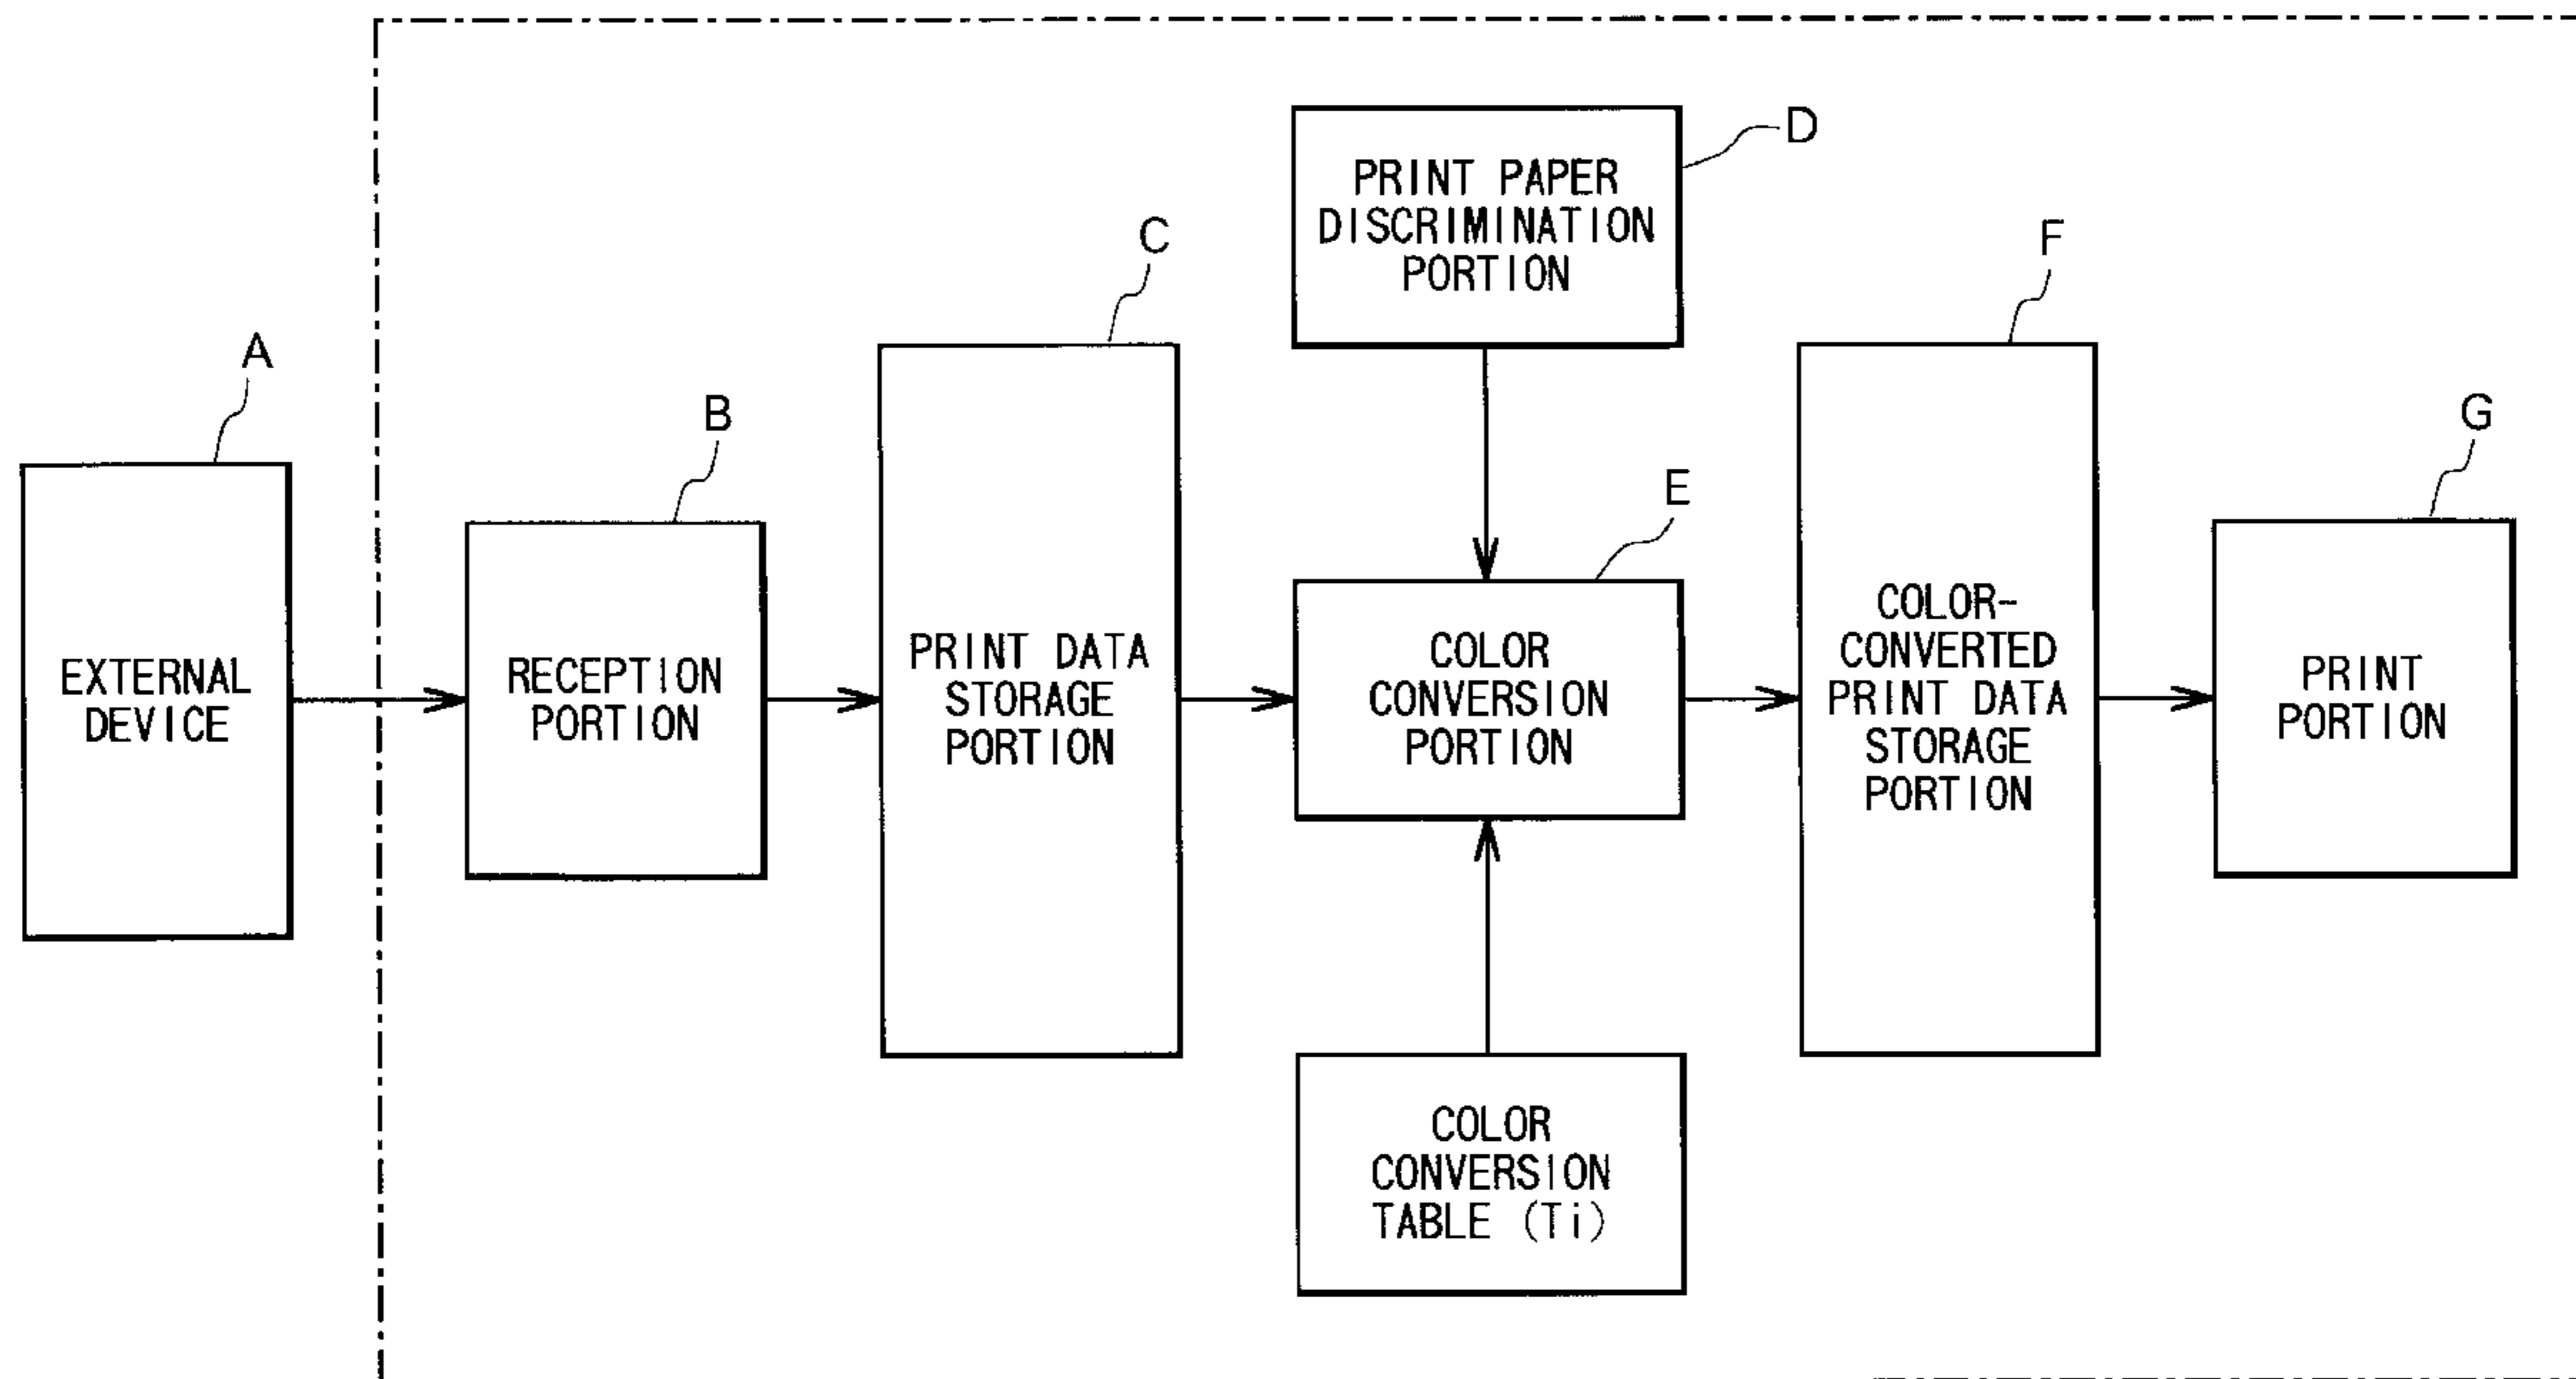 A
EXTERNAL
DEVICE
B
RECEPTION
PORTION
C
PRINT DATA
STORAGE
PORTION
D
PRINT PAPER
DISCRIMINATION
PORTION
E
COLOR
CONVERSION
PORTION
COLOR
CONVERSION
TABLE (Ti)
F
COLOR-
CONVERTED
PRINT DATA
STORAGE
PORTION
G
PRINT
PORTION